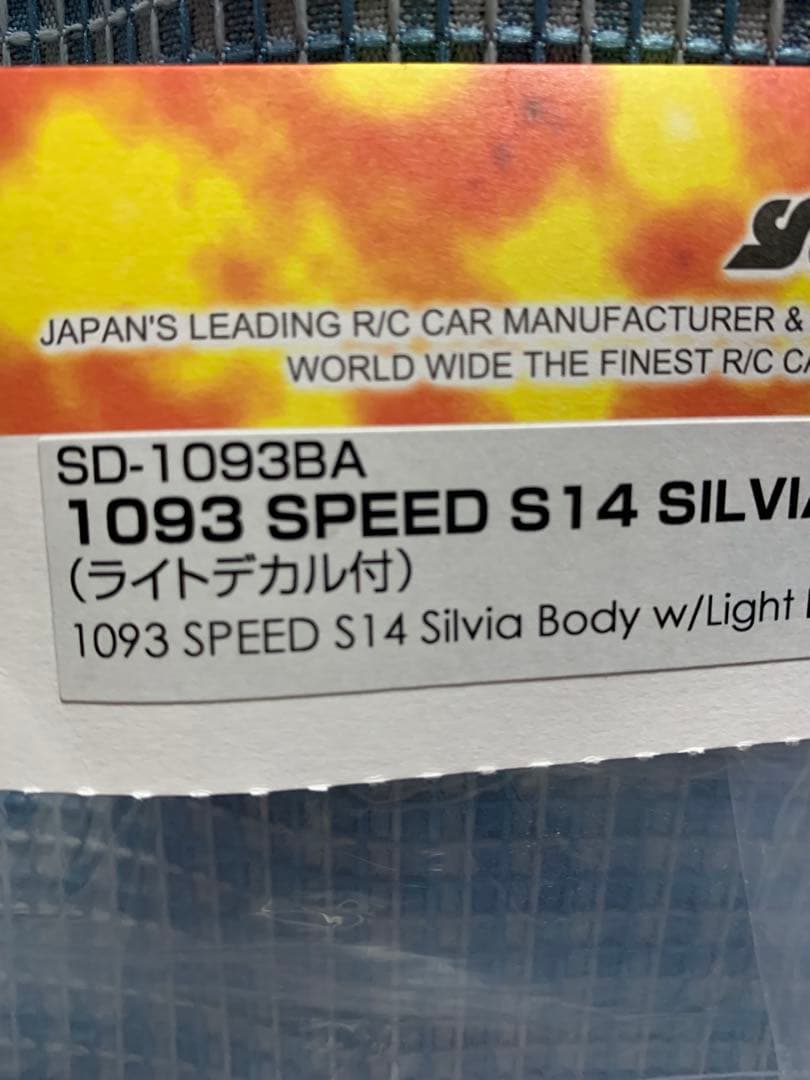 JAPAN'S LEADING R/C CAR MANUFACTURER &
WORLD WIDE THE FINEST R/C
SD-1093BA
1093 SPEED S14 SILVIA
(ライトデカル付)
1093 SPEED S14 Silvia Body w/Light